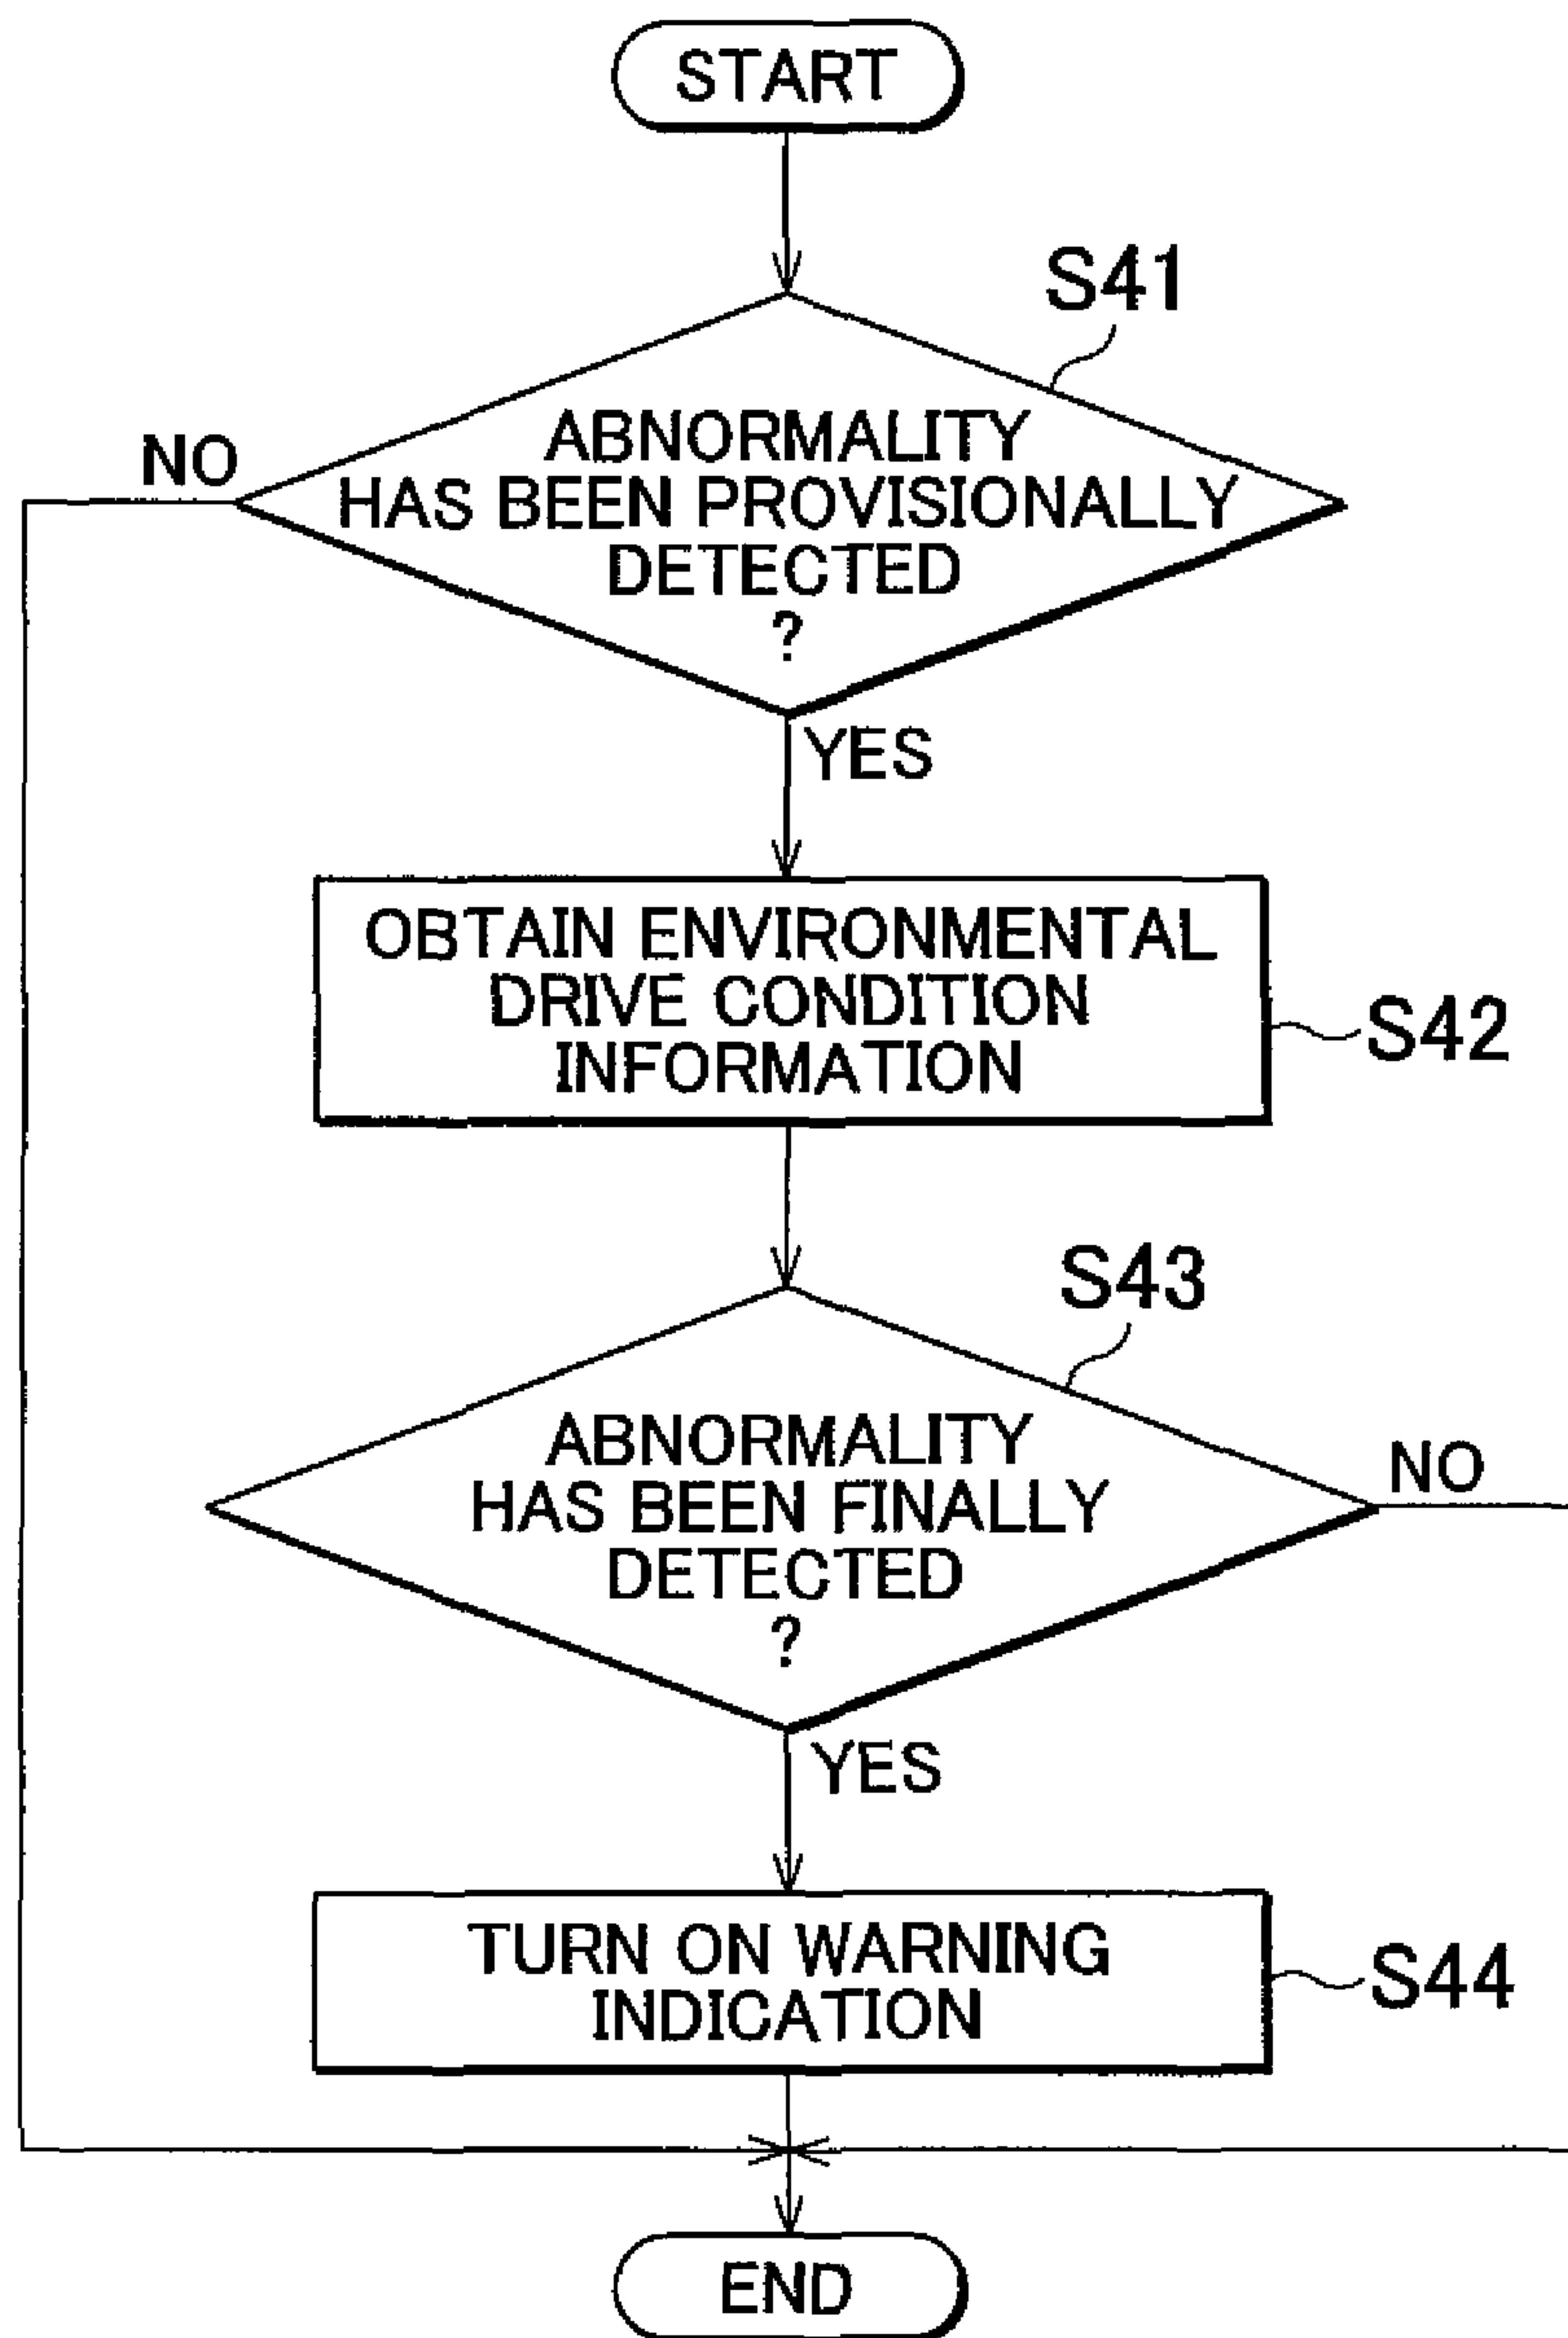 START
S41
ABNORMALITY
NO
HAS BEEN PROVISIONALLY
DETECTED
?
YES
OBTAIN ENVIRONMENTAL
DRIVE CONDITION
INFORMATION
S42
S43
ABNORMALITY
NO
HAS BEEN FINALLY
DETECTED
?
YES
TURN ON WARNING
INDICATION
S44
END